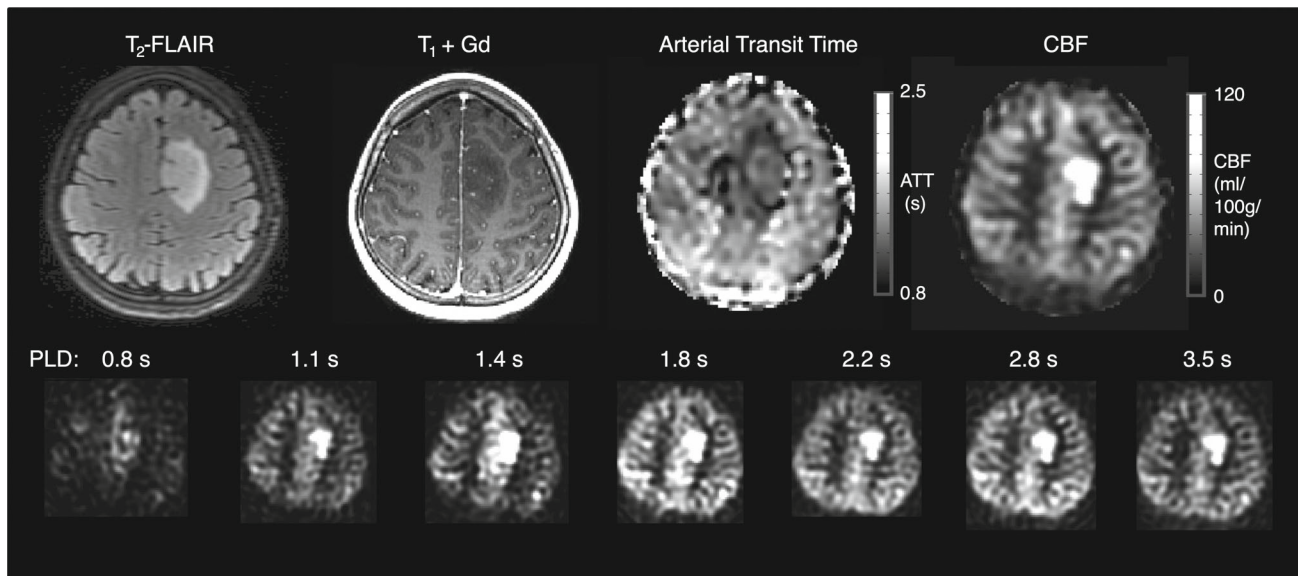 T₂-FLAIR
T₁ + Gd
Arterial Transit Time
CBF
2.5
ATT
(s)
0.8
120
CBF
(ml/
100g/
min)
0
PLD: 0.8 s 1.1 s 1.4 s 1.8 s 2.2 s 2.8 s 3.5 s